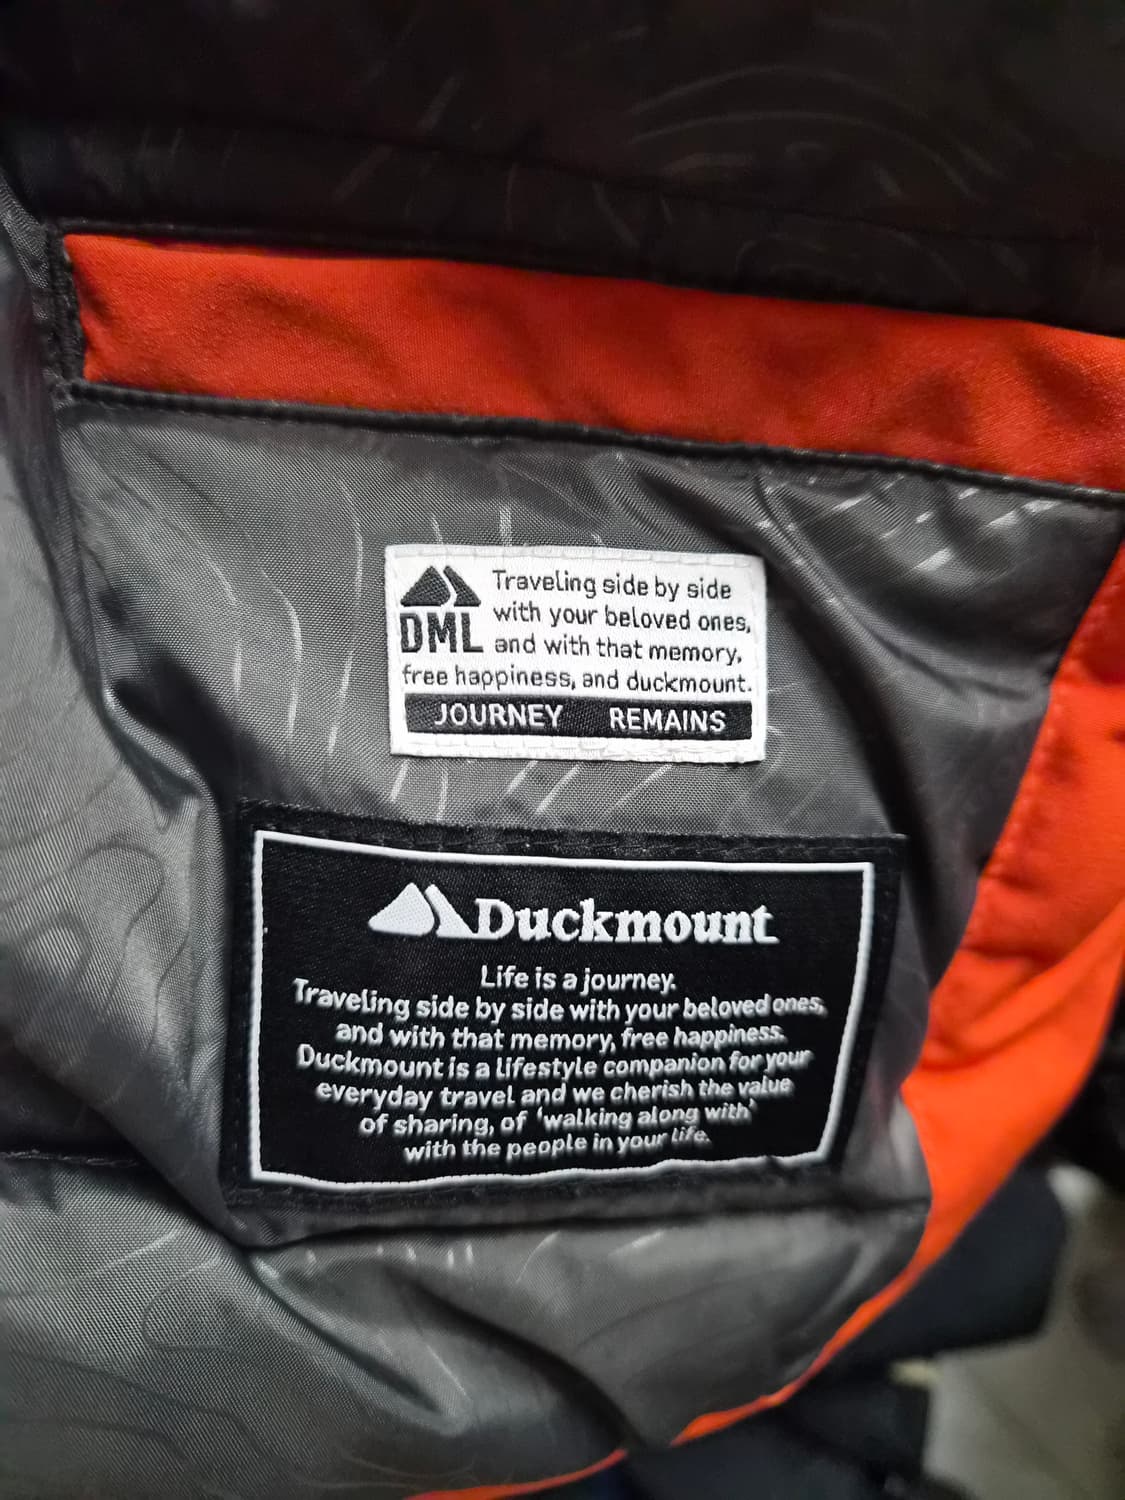 Traveling side by side
with your beloved ones,
DML and with that memory,
free happiness, and duckmount.
JOURNEY REMAINS
Duckmount
Life is a journey.
Traveling side by side with your beloved ones,
and with that memory, free happiness.
Duckmount is a lifestyle companion for your
everyday travel and we cherish the value
of sharing, of 'walking along with'
with the people in your life.